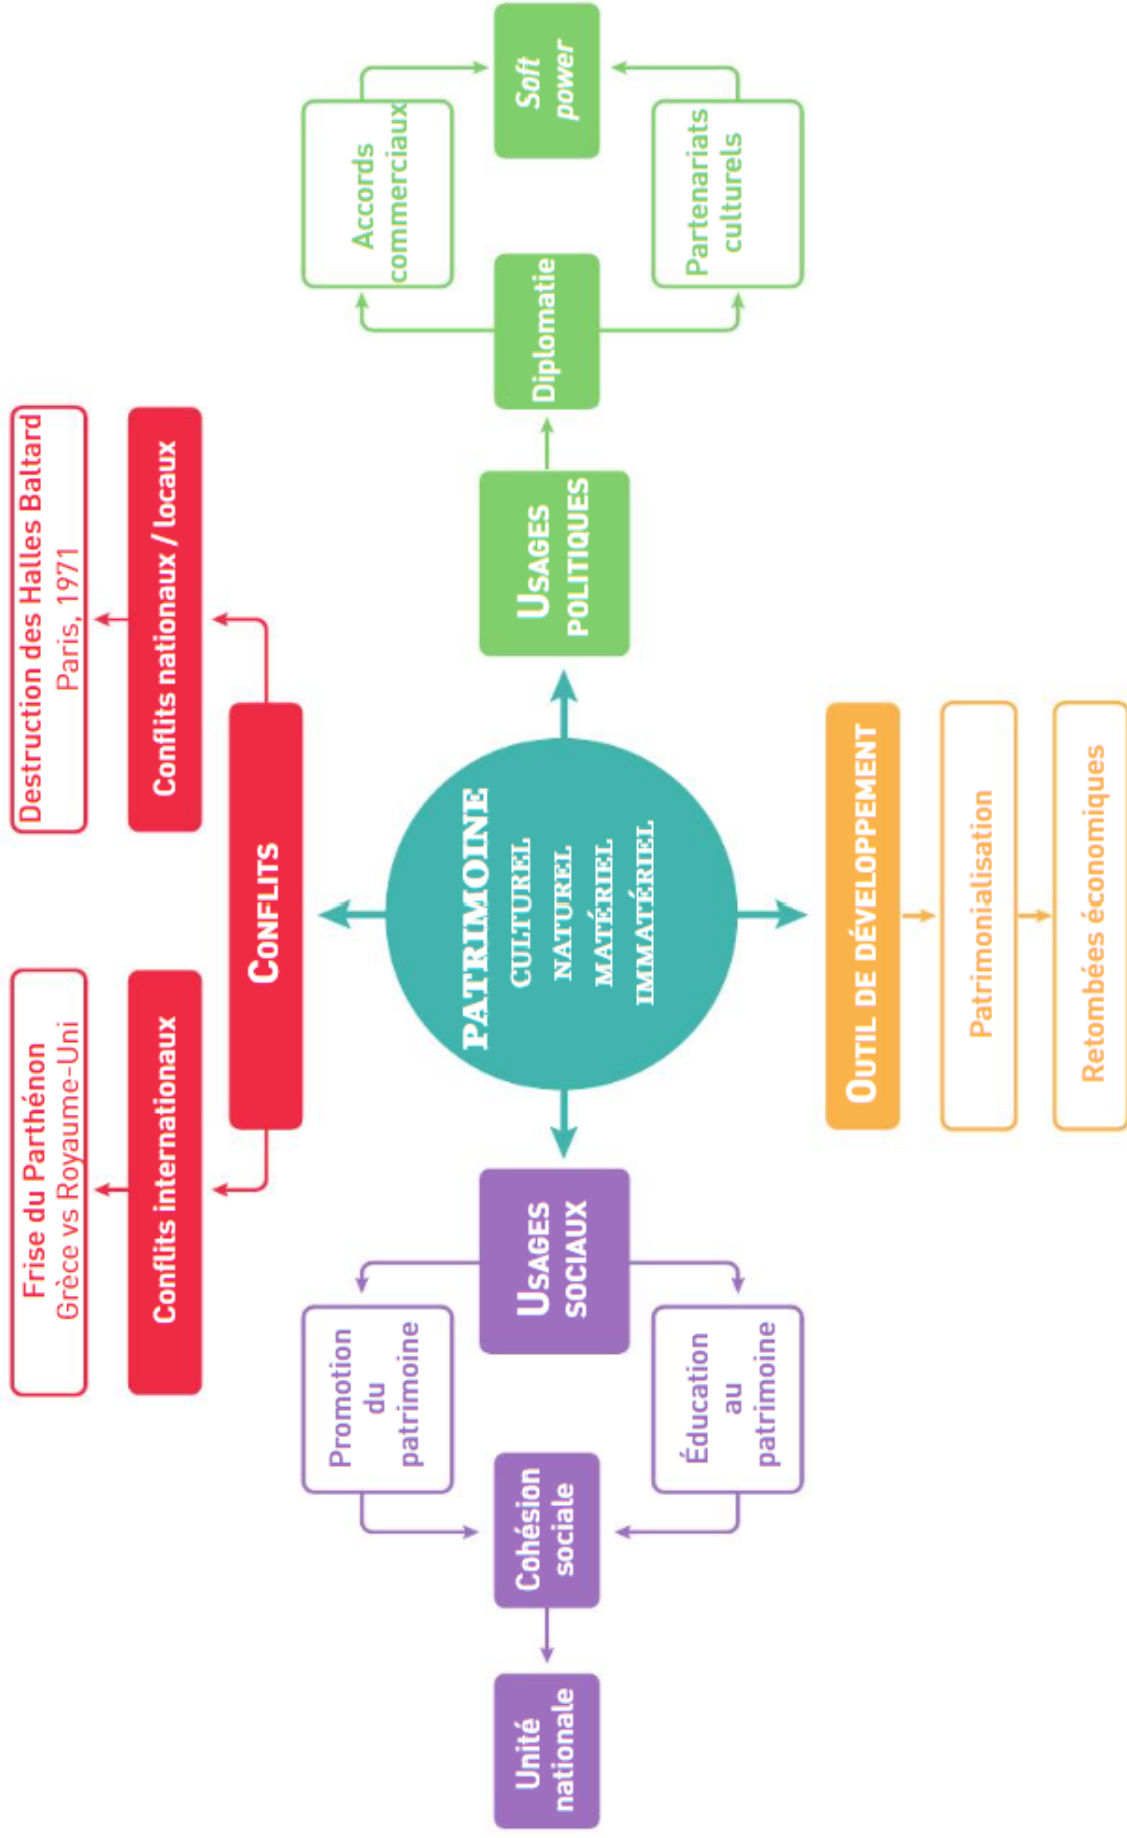 Frise du Parthénon
Grèce vs Royaume-Uni
Destruction des Halles Baltard
Paris, 1971
Conflits internationaux
Conflits nationaux / locaux
CONFLITS
Promotion
du
patrimoine
Accords
commerciaux
Unité
nationale
Cohésion
sociale
USAGES
SOCIAUX
PATRIMOINE
CULTUREL
NATUREL
MATÉRIEL
IMMATÉRIEL
USAGES
POLITIQUES
Diplomatie
Soft
power
Éducation
au
patrimoine
Partenariats
culturels
OUTIL DE DÉVELOPPEMENT
Patrimonialisation
Retombées économiques